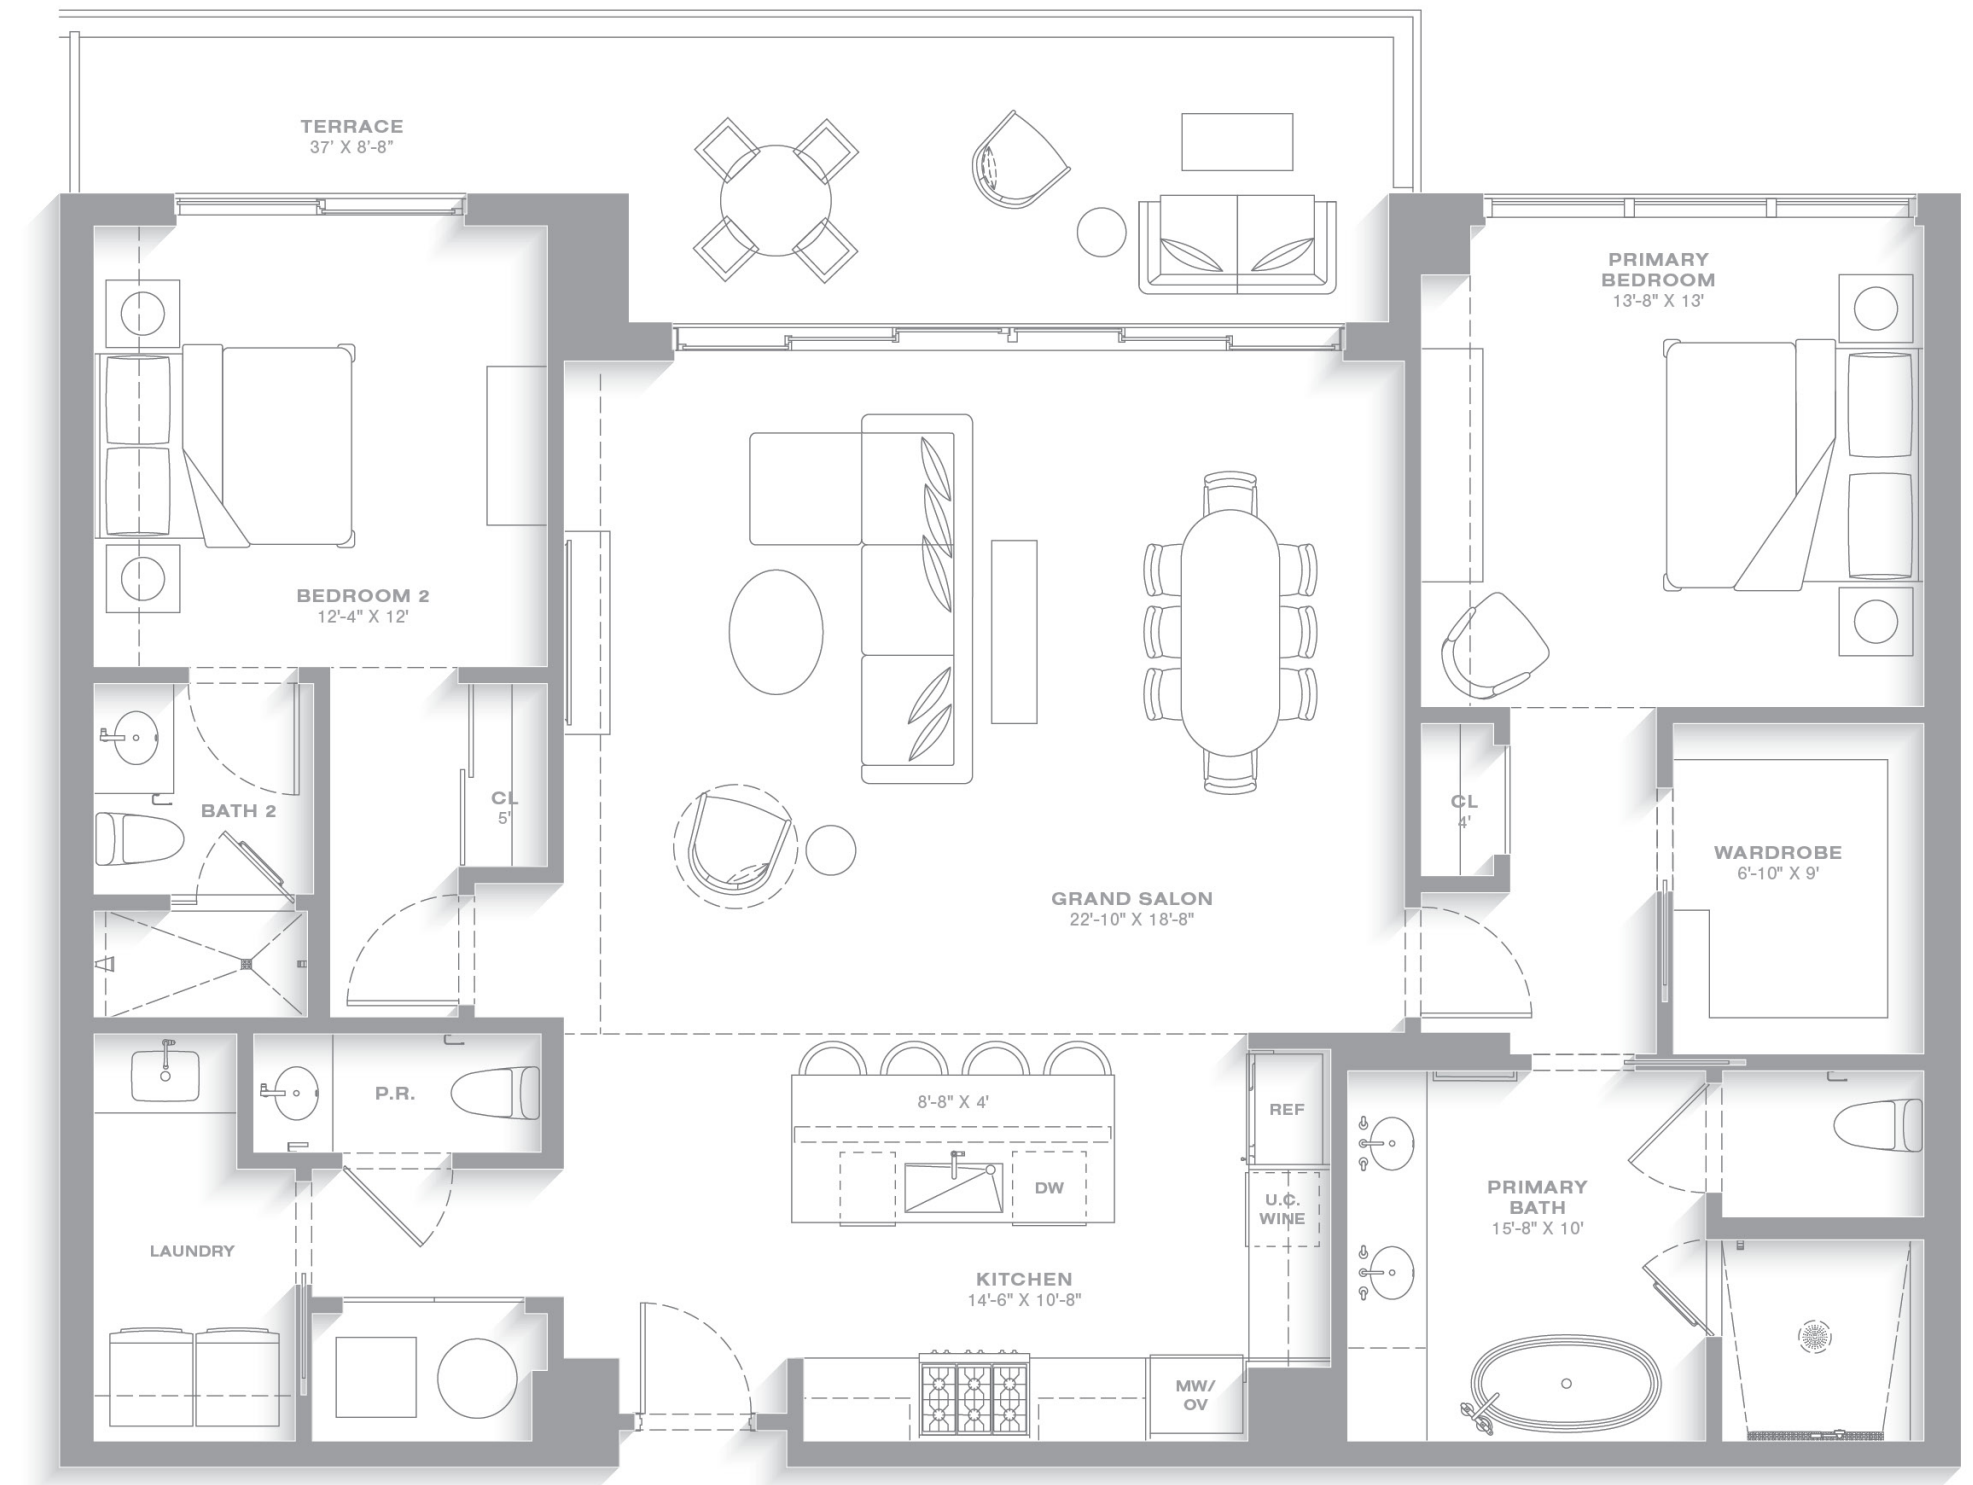 TERRACE
37' X 8'-8"
PRIMARY
BEDROOM
13'-8" X 13'
BEDROOM 2
12'-4" X 12'
BATH 2
CL
5'
CL
4'
WARDROBE
6'-10" X 9'
GRAND SALON
22'-10" X 18'-8"
P.R.
8'-8" X 4'
REF
DW
U.C.
WINE
PRIMARY
BATH
15'-8" X 10'
LAUNDRY
KITCHEN
14'-6" X 10'-8"
MW/
OV